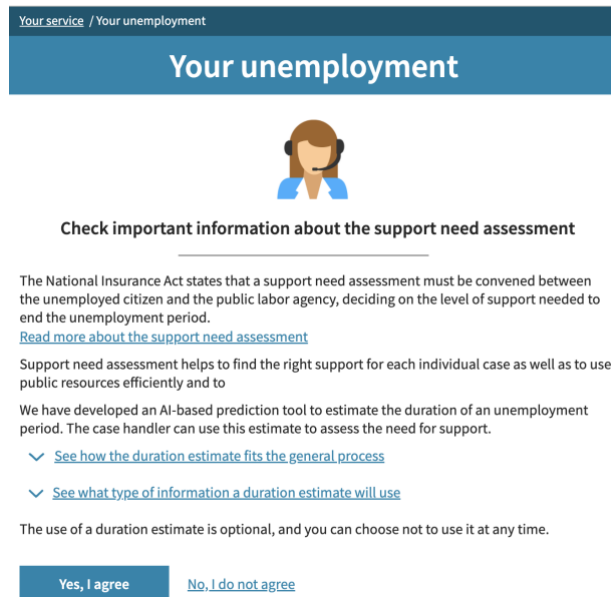 Your service / Your unemployment
Your unemployment
Check important information about the support need assessment
The National Insurance Act states that a support need assessment must be convened between
the unemployed citizen and the public labor agency, deciding on the level of support needed to
end the unemployment period.
Read more about the support need assessment
Support need assessment helps to find the right support for each individual case as well as to use
public resources efficiently and to
We have developed an AI-based prediction tool to estimate the duration of an unemployment
period. The case handler can use this estimate to assess the need for support.
See how the duration estimate fits the general process
See what type of information a duration estimate will use
The use of a duration estimate is optional, and you can choose not to use it at any time.
Yes, I agree No, I do not agree